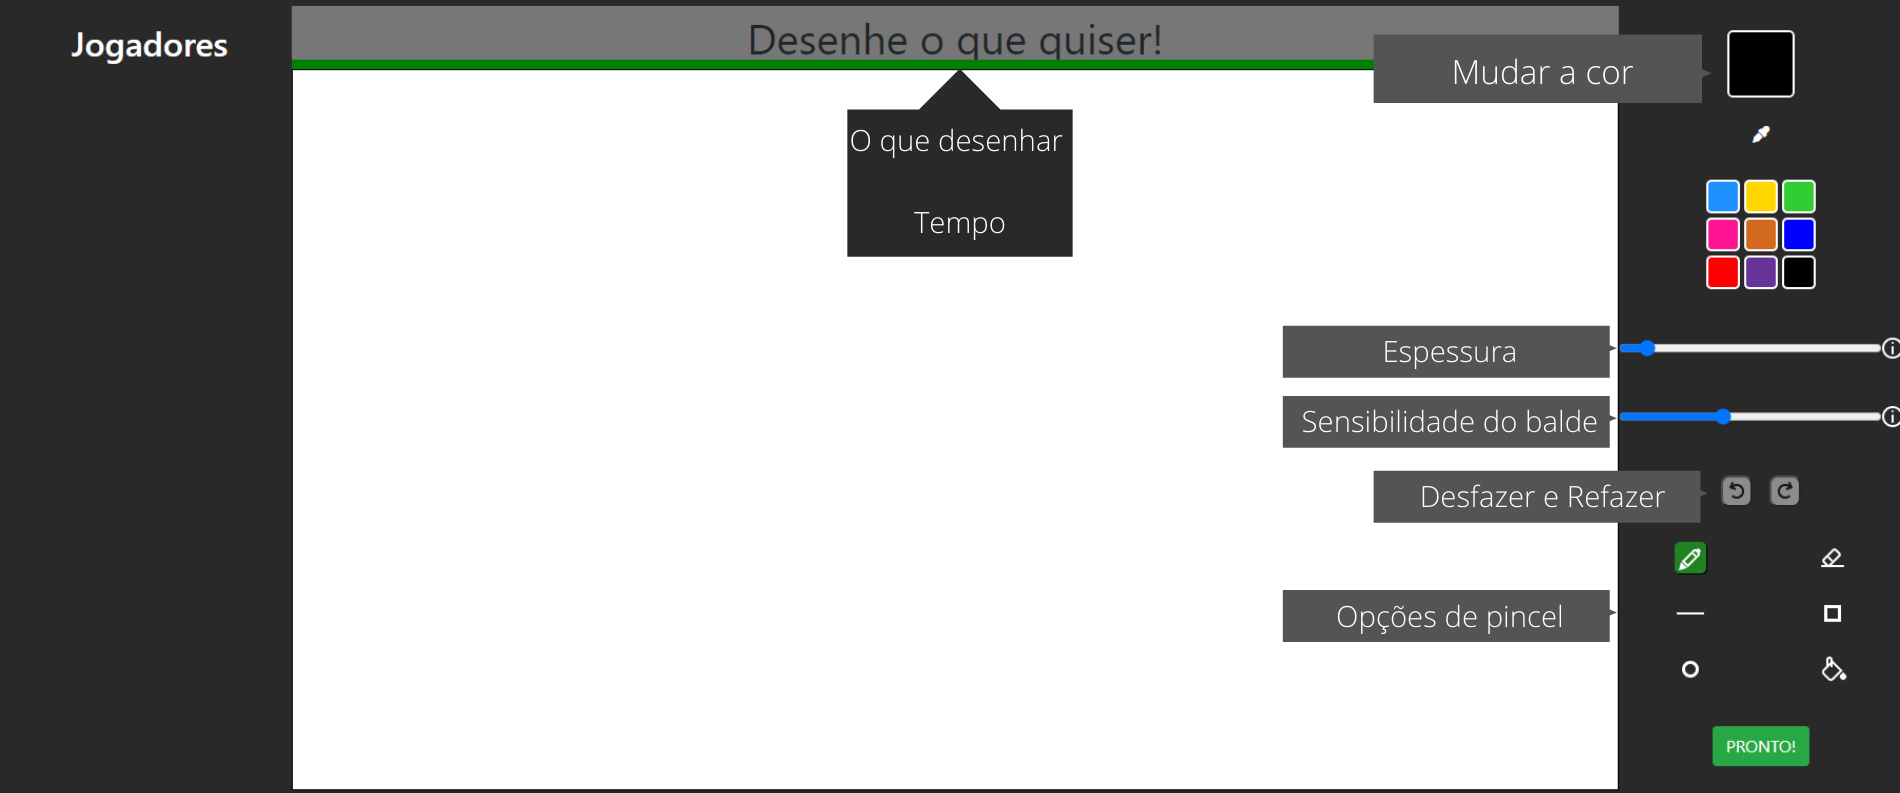 Jogadores
Desenhe o que quiser!
Mudar a cor
O que desenhar
Tempo
Espessura
Sensibilidade do balde
Desfazer e Refazer
Opções de pincel
PRONTO!